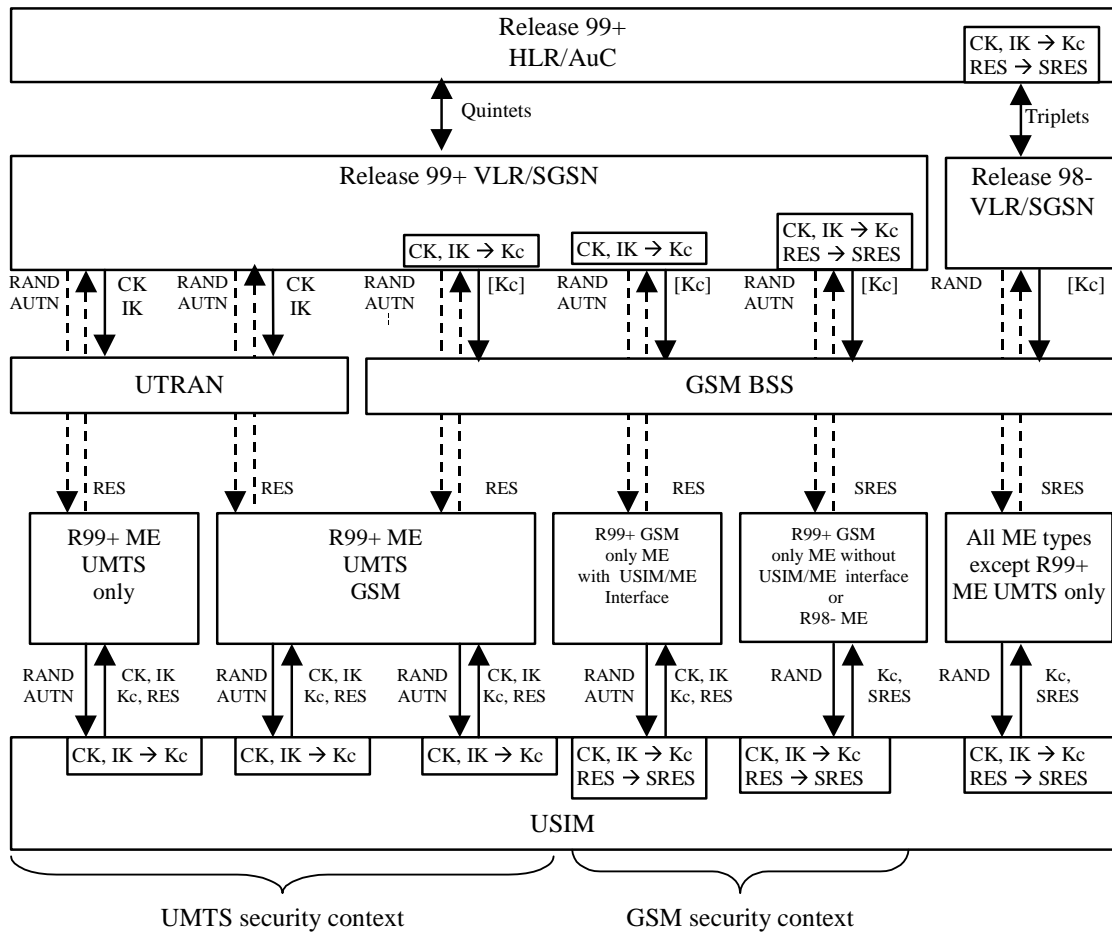 Release 99+
HLR/AuC
CK, IK → Kc
RES → SRES
Quintets
Triplets
Release 99+ VLR/SGSN
Release 98-
VLR/SGSN
CK, IK → Kc
CK, IK → Kc
CK, IK → Kc
RES → SRES
RAND
AUTN
CK
IK
RAND
AUTN
CK
IK
RAND
AUTN
[Kc]
RAND
AUTN
[Kc]
RAND
AUTN
[Kc]
RAND
[Kc]
UTRAN
GSM BSS
RES
RES
RES
RES
SRES
SRES
R99+ ME
UMTS
only
R99+ ME
UMTS
GSM
R99+ GSM
only ME
with USIM/ME
Interface
R99+ GSM
only ME without
USIM/ME interface
or
R98- ME
All ME types
except R99+
ME UMTS only
RAND
AUTN
CK, IK
Kc, RES
RAND
AUTN
CK, IK
Kc, RES
RAND
AUTN
CK, IK
Kc, RES
RAND
AUTN
CK, IK
Kc, RES
RAND
Kc,
SRES
RAND
Kc,
SRES
CK, IK → Kc
CK, IK → Kc
CK, IK → Kc
CK, IK → Kc
RES → SRES
CK, IK → Kc
RES → SRES
CK, IK → Kc
RES → SRES
USIM
UMTS security context
GSM security context